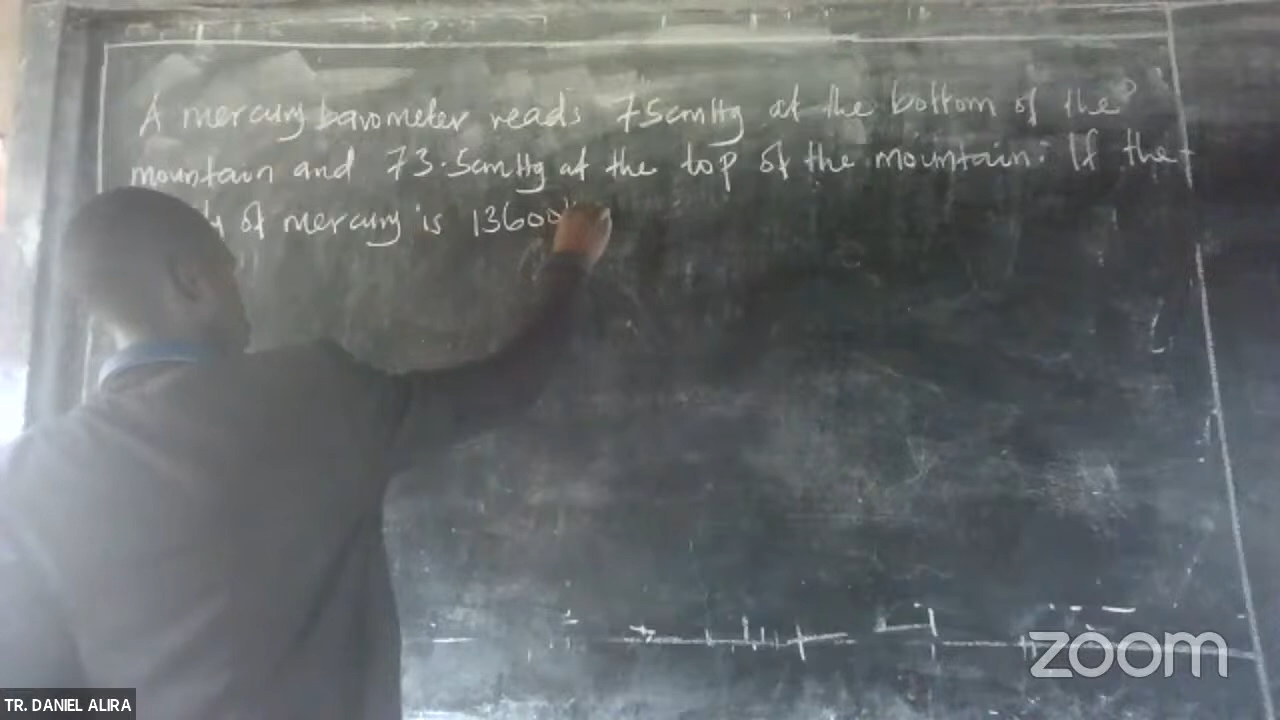 A mercury barometer reads 75cmHg at the bottom of the
mountain and 73.5cmHg at the top of the mountain. If the
of mercury is 13600
zoom
TR. DANIEL ALIRA